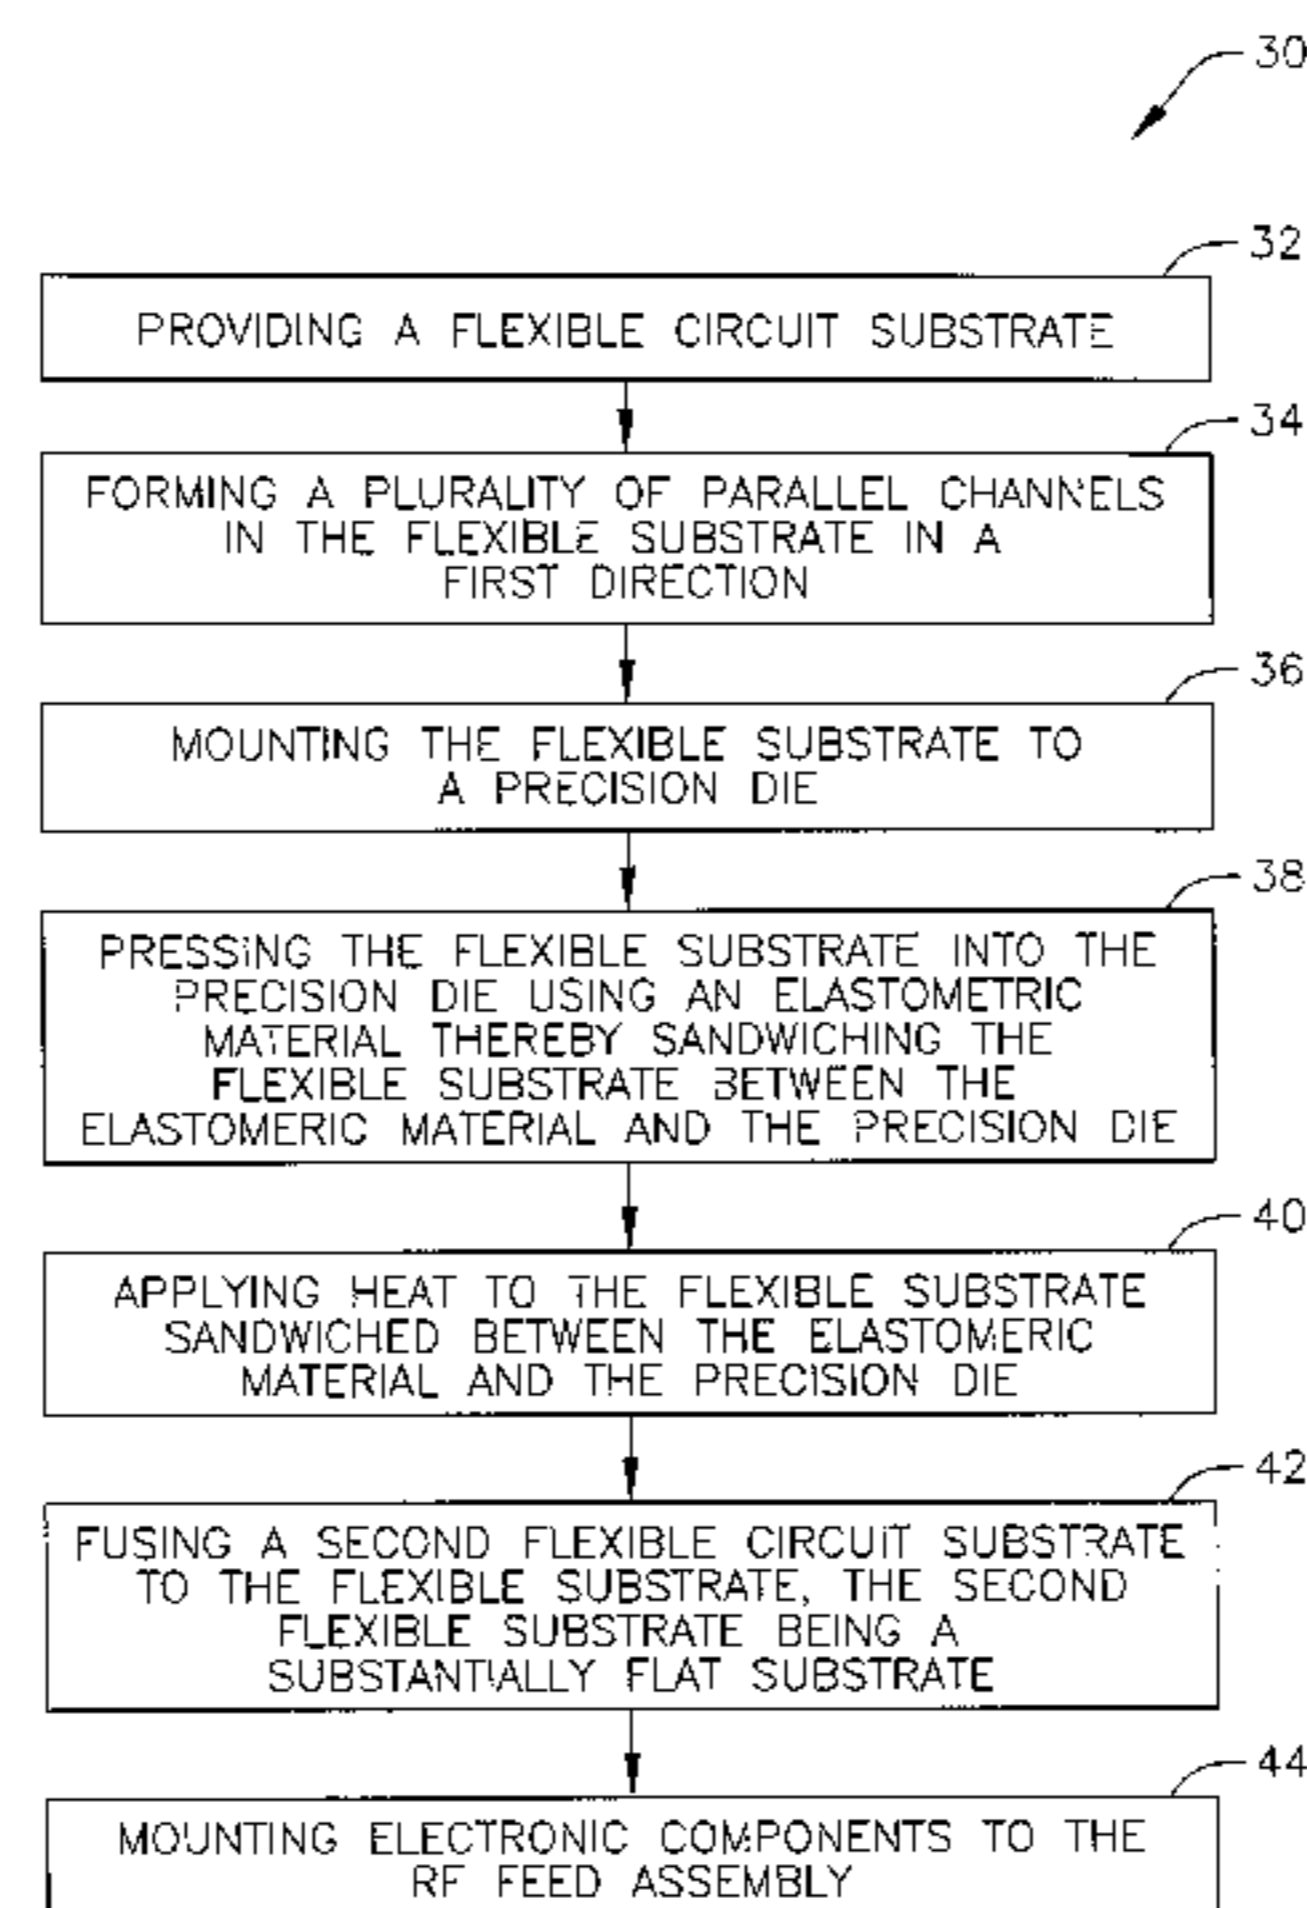 30
32
PROVIDING A FLEXIBLE CIRCUIT SUBSTRATE
34
FORMING A PLURALITY OF PARALLEL CHANNELS
IN THE FLEXIBLE SUBSTRATE IN A
FIRST DIRECTION
36
MOUNTING THE FLEXIBLE SUBSTRATE TO
A PRECISION DIE
38
PRESSING THE FLEXIBLE SUBSTRATE INTO THE
PRECISION DIE USING AN ELASTOMETRIC
MATERIAL THEREBY SANDWICHING THE
FLEXIBLE SUBSTRATE BETWEEN THE
ELASTOMERIC MATERIAL AND THE PRECISION DIE
40
APPLYING HEAT TO THE FLEXIBLE SUBSTRATE
SANDWICHED BETWEEN THE ELASTOMERIC
MATERIAL AND THE PRECISION DIE
42
FUSING A SECOND FLEXIBLE CIRCUIT SUBSTRATE
TO THE FLEXIBLE SUBSTRATE, THE SECOND
FLEXIBLE SUBSTRATE BEING A
SUBSTANTIALLY FLAT SUBSTRATE
44
MOUNTING ELECTRONIC COMPONENTS TO THE
RF FEED ASSEMBLY